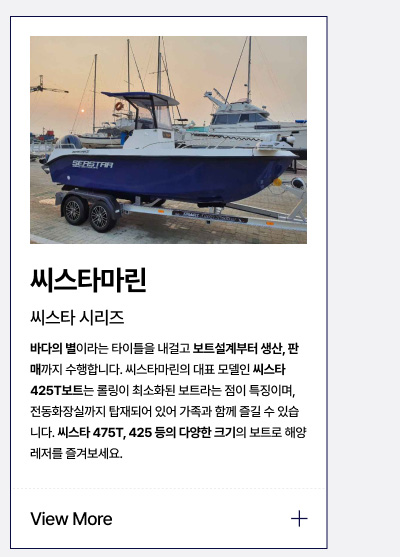 SEASTAR
씨스타마린
씨스타 시리즈
바다의 별이라는 타이틀을 내걸고 보트설계부터 생산, 판
매까지 수행합니다. 씨스타마린의 대표 모델인 씨스타
425T보트는 롤링이 최소화된 보트라는 점이 특징이며,
전동화장실까지 탑재되어 있어 가족과 함께 즐길 수 있습
니다. 씨스타 475T, 425 등의 다양한 크기의 보트로 해양
레저를 즐겨보세요.
View More